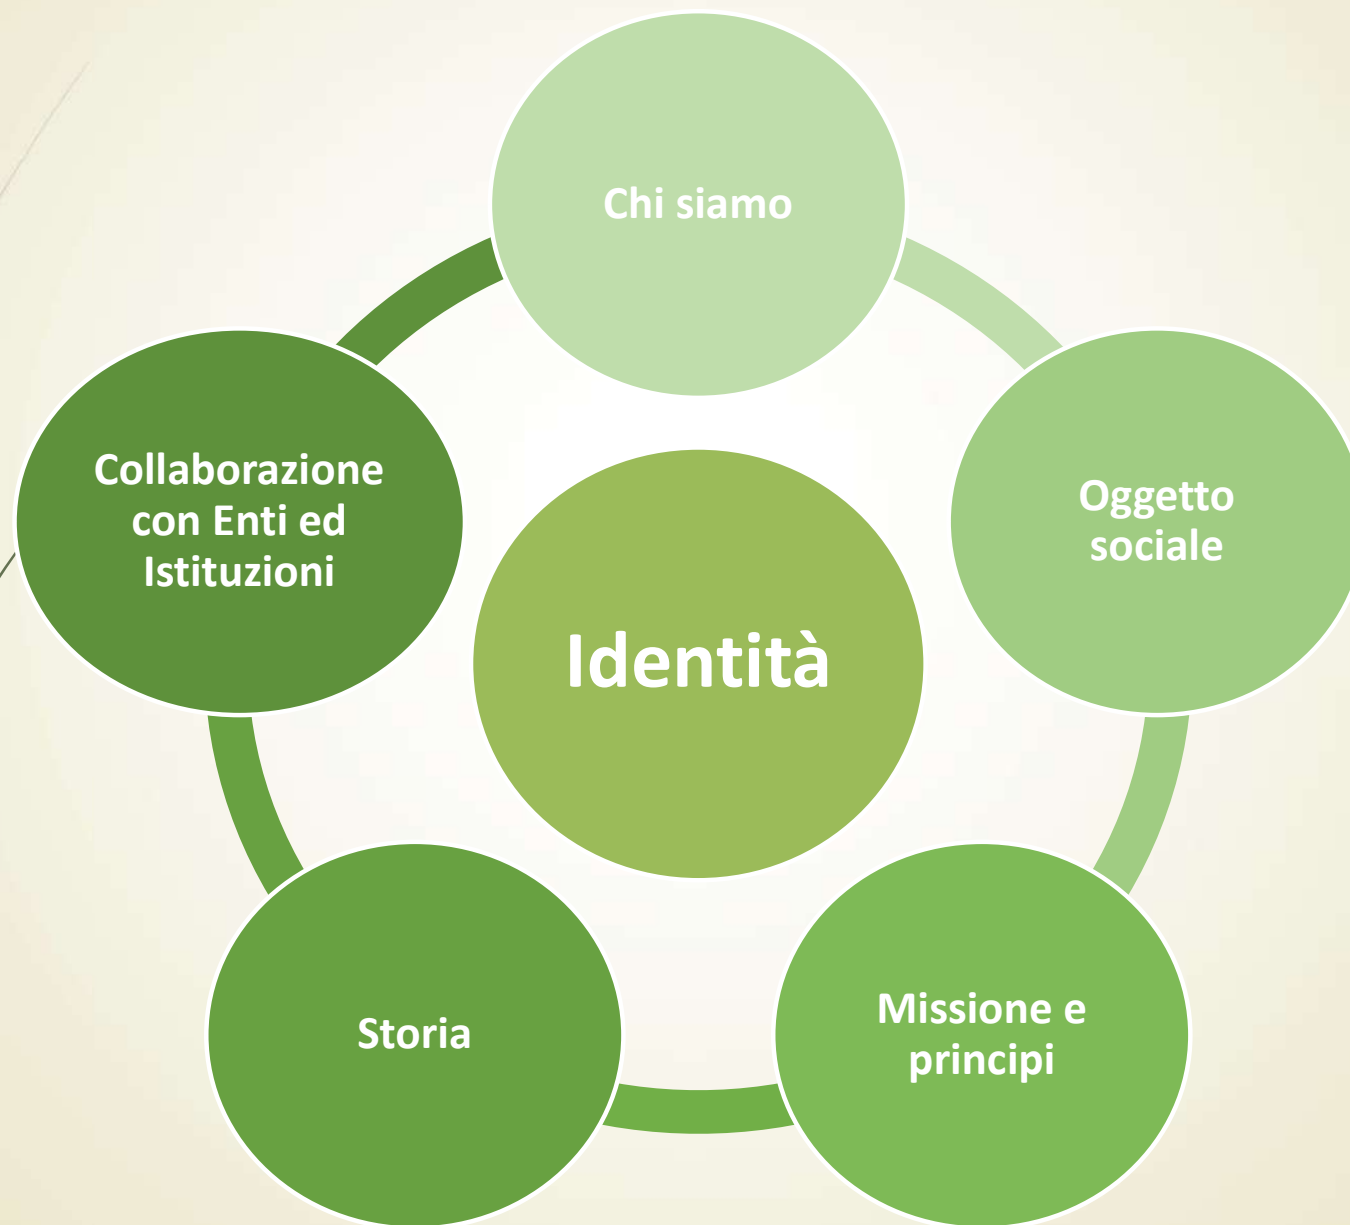 Chi siamo
Oggetto
sociale
Missione e
principi
Storia
Collaborazione
con Enti ed
Istituzioni
Identità